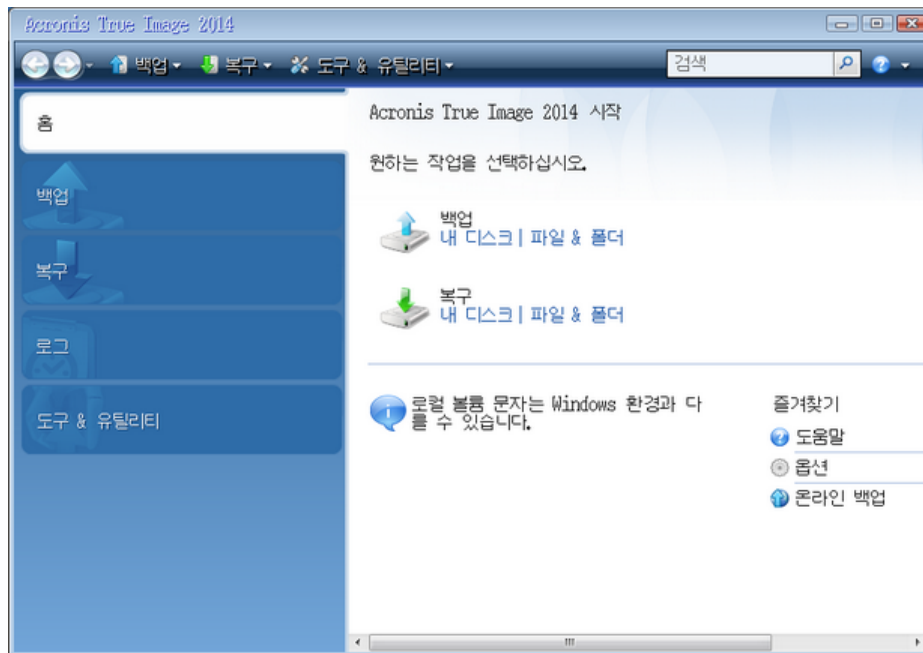 Acronis True Image 2014
백업 복구 도구 & 유틸리티 검색
홈
백업
복구
로그
도구 & 유틸리티
Acronis True Image 2014 시작
원하는 작업을 선택하십시오.
백업
내 디스크 | 파일 & 폴더
복구
내 디스크 | 파일 & 폴더
로컬 볼륨 문자는 Windows 환경과 다
를 수 있습니다.
즐겨찾기
도움말
옵션
온라인 백업